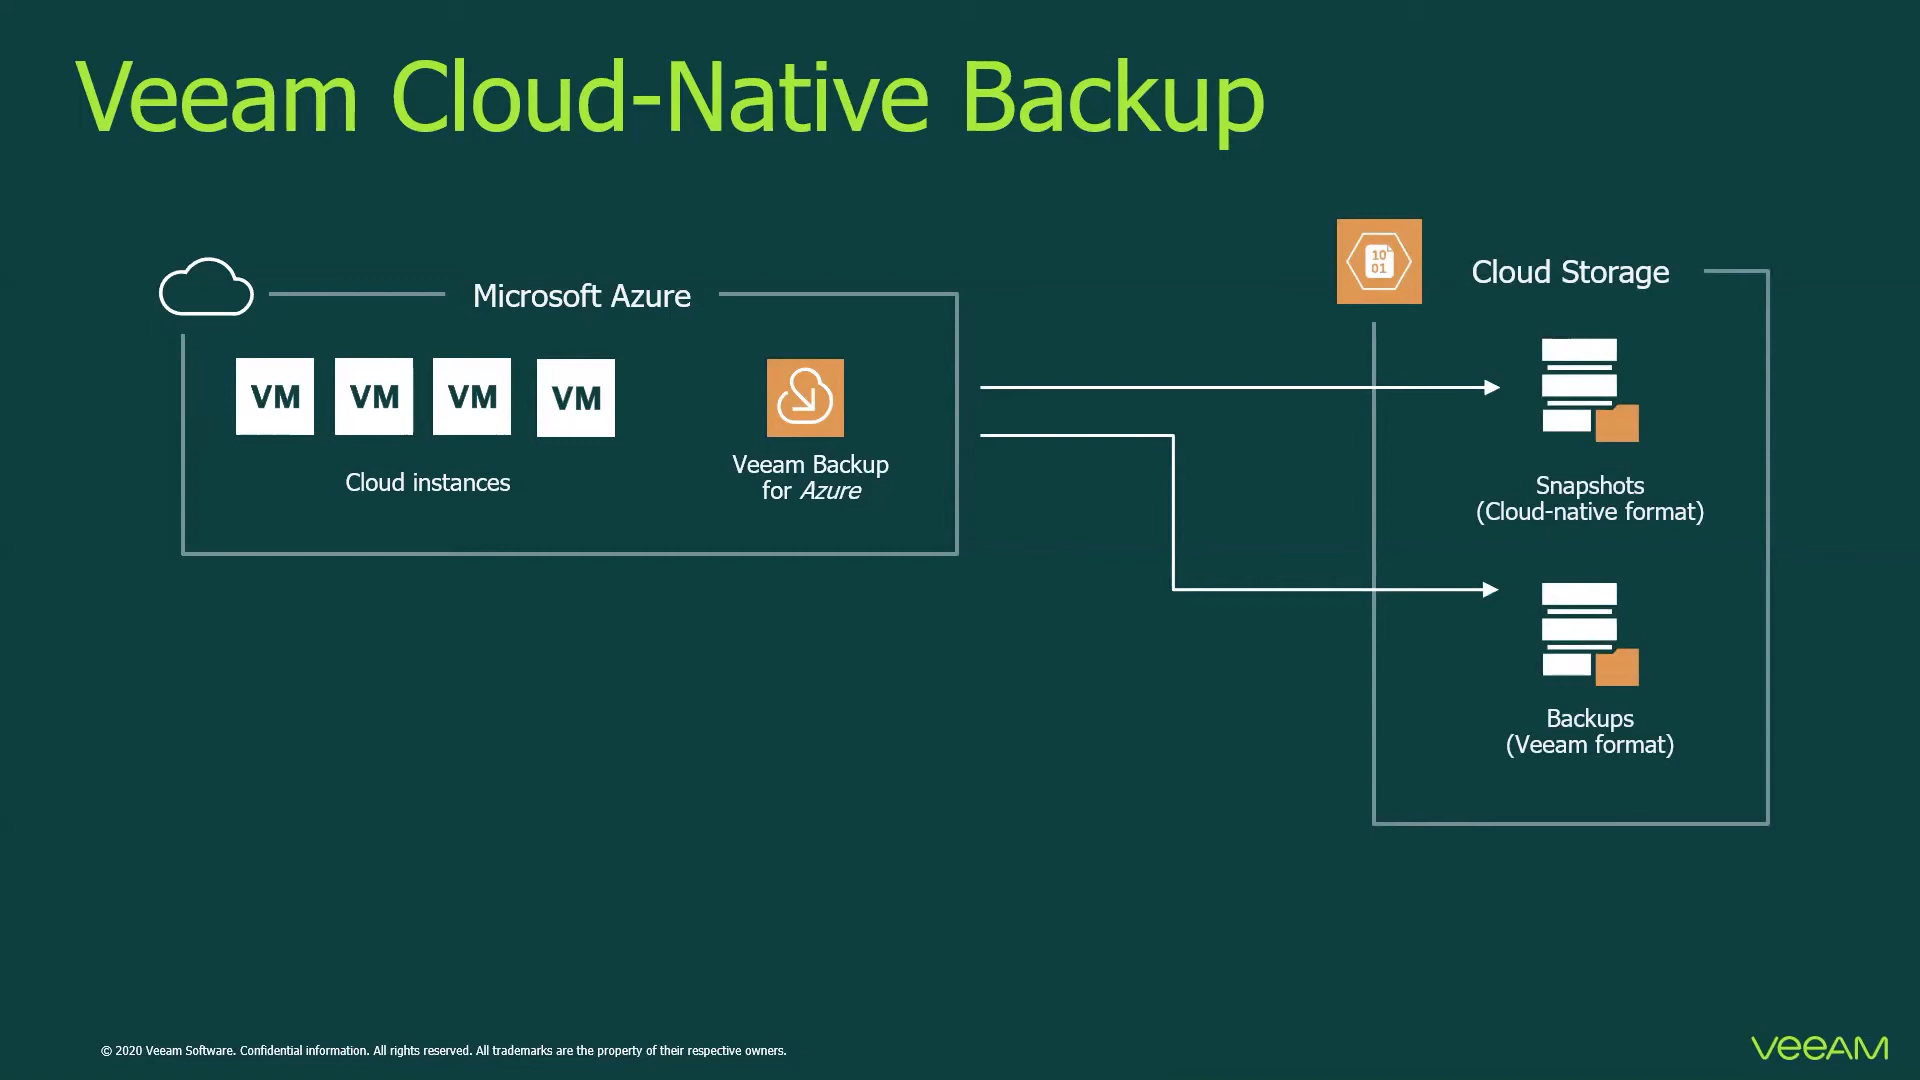 Veeam Cloud-Native Backup
Microsoft Azure
VM VM VM VM
Cloud instances
Veeam Backup
for Azure
10
01
Cloud Storage
Snapshots
(Cloud-native format)
Backups
(Veeam format)
© 2020 Veeam Software. Confidential information. All rights reserved. All trademarks are the property of their respective owners.
VEEAM